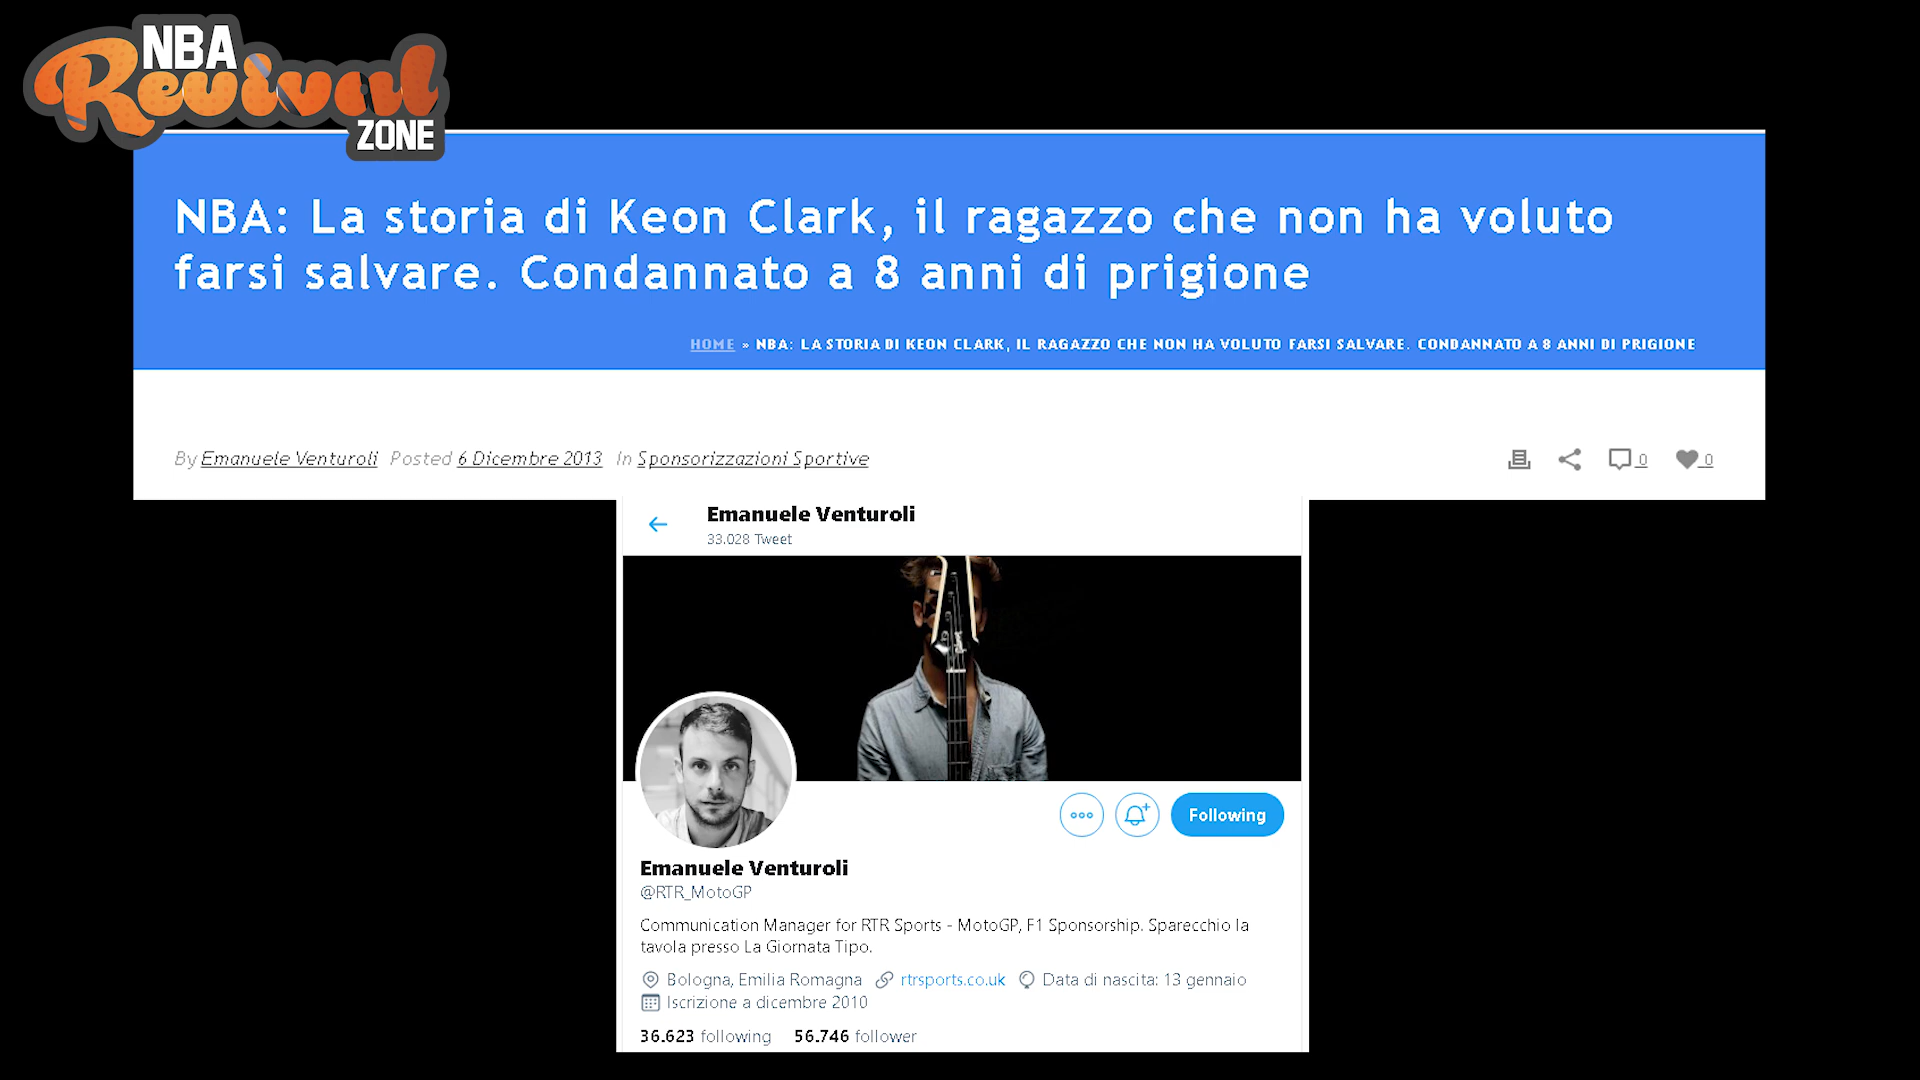 NBA
Revival
ZONE
NBA: La storia di Keon Clark, il ragazzo che non ha voluto
farsi salvare. Condannato a 8 anni di prigione
HOME » NBA: LA STORIA DI KEON CLARK, IL RAGAZZO CHE NON HA VOLUTO FARSI SALVARE. CONDANNATO A 8 ANNI DI PRIGIONE
By Emanuele Venturoli Posted 6 Dicembre 2013 In Sponsorizzazioni Sportive
0 0
Emanuele Venturoli
33.028 Tweet
Following
Emanuele Venturoli
@RTR_MotoGP
Communication Manager for RTR Sports - MotoGP, F1 Sponsorship. Sparecchio la
tavola presso La Giornata Tipo.
Bologna, Emilia Romagna rtrsports.co.uk Data di nascita: 13 gennaio
Iscrizione a dicembre 2010
36.623 following 56.746 follower